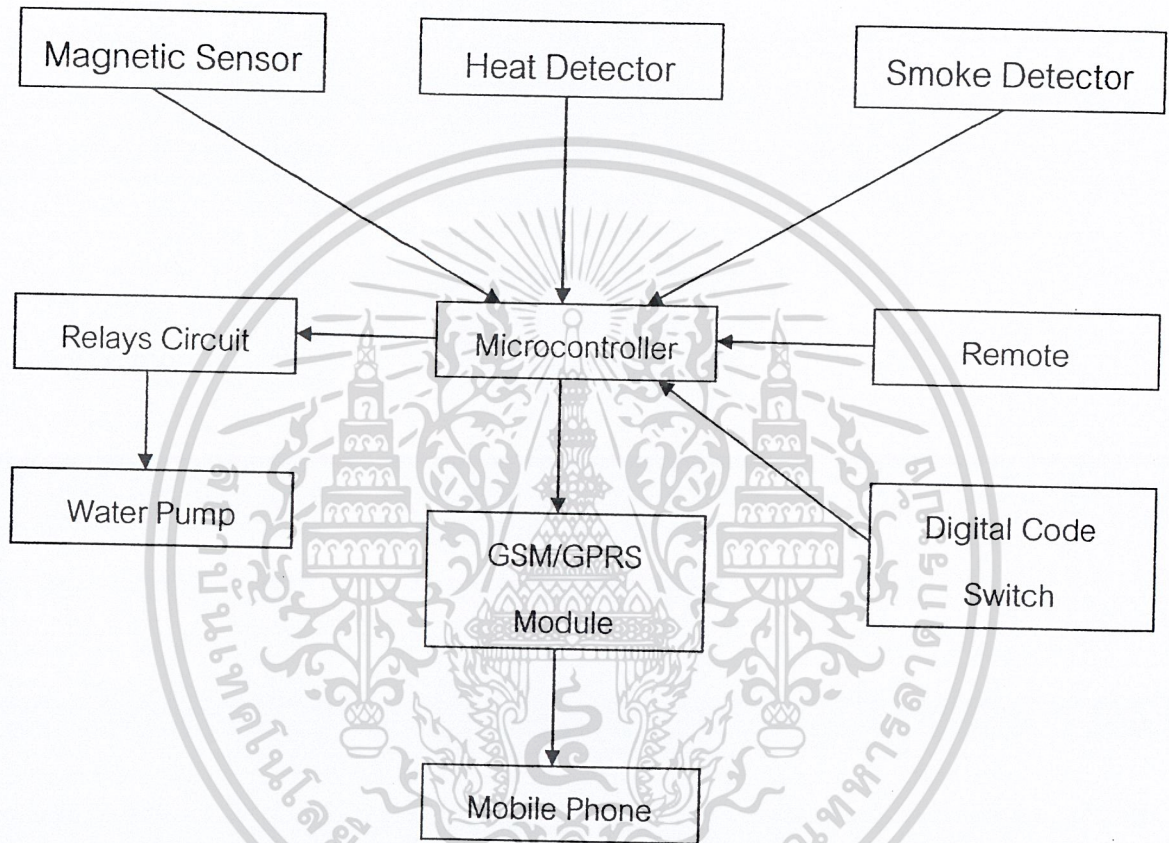 Magnetic Sensor
Heat Detector
Smoke Detector
Relays Circuit
Microcontroller
Remote
Water Pump
GSM/GPRS
Module
Digital Code
Switch
Mobile Phone